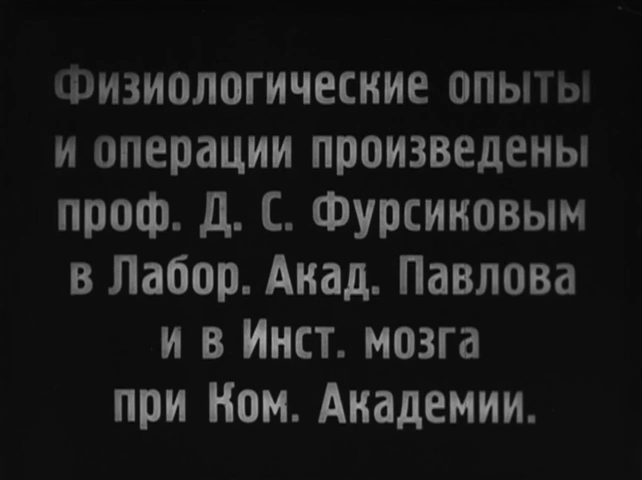 Физиологические опыты
и операции произведены
проф. Д. С. Фурсиковым
в Лабор. Акад. Павлова
и в Инст. мозга
при Ком. Академии.